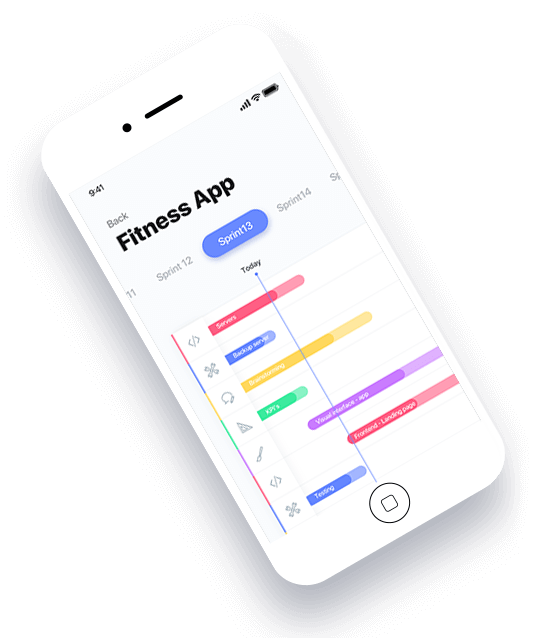 9:41
Back
Fitness App
11
Sprint 12
Sprint13
Sprint14
Sp
Today
Servers
Backup server
Brainstorming
KPI's
Visual interface - app
Frontend - Landing page
Testing